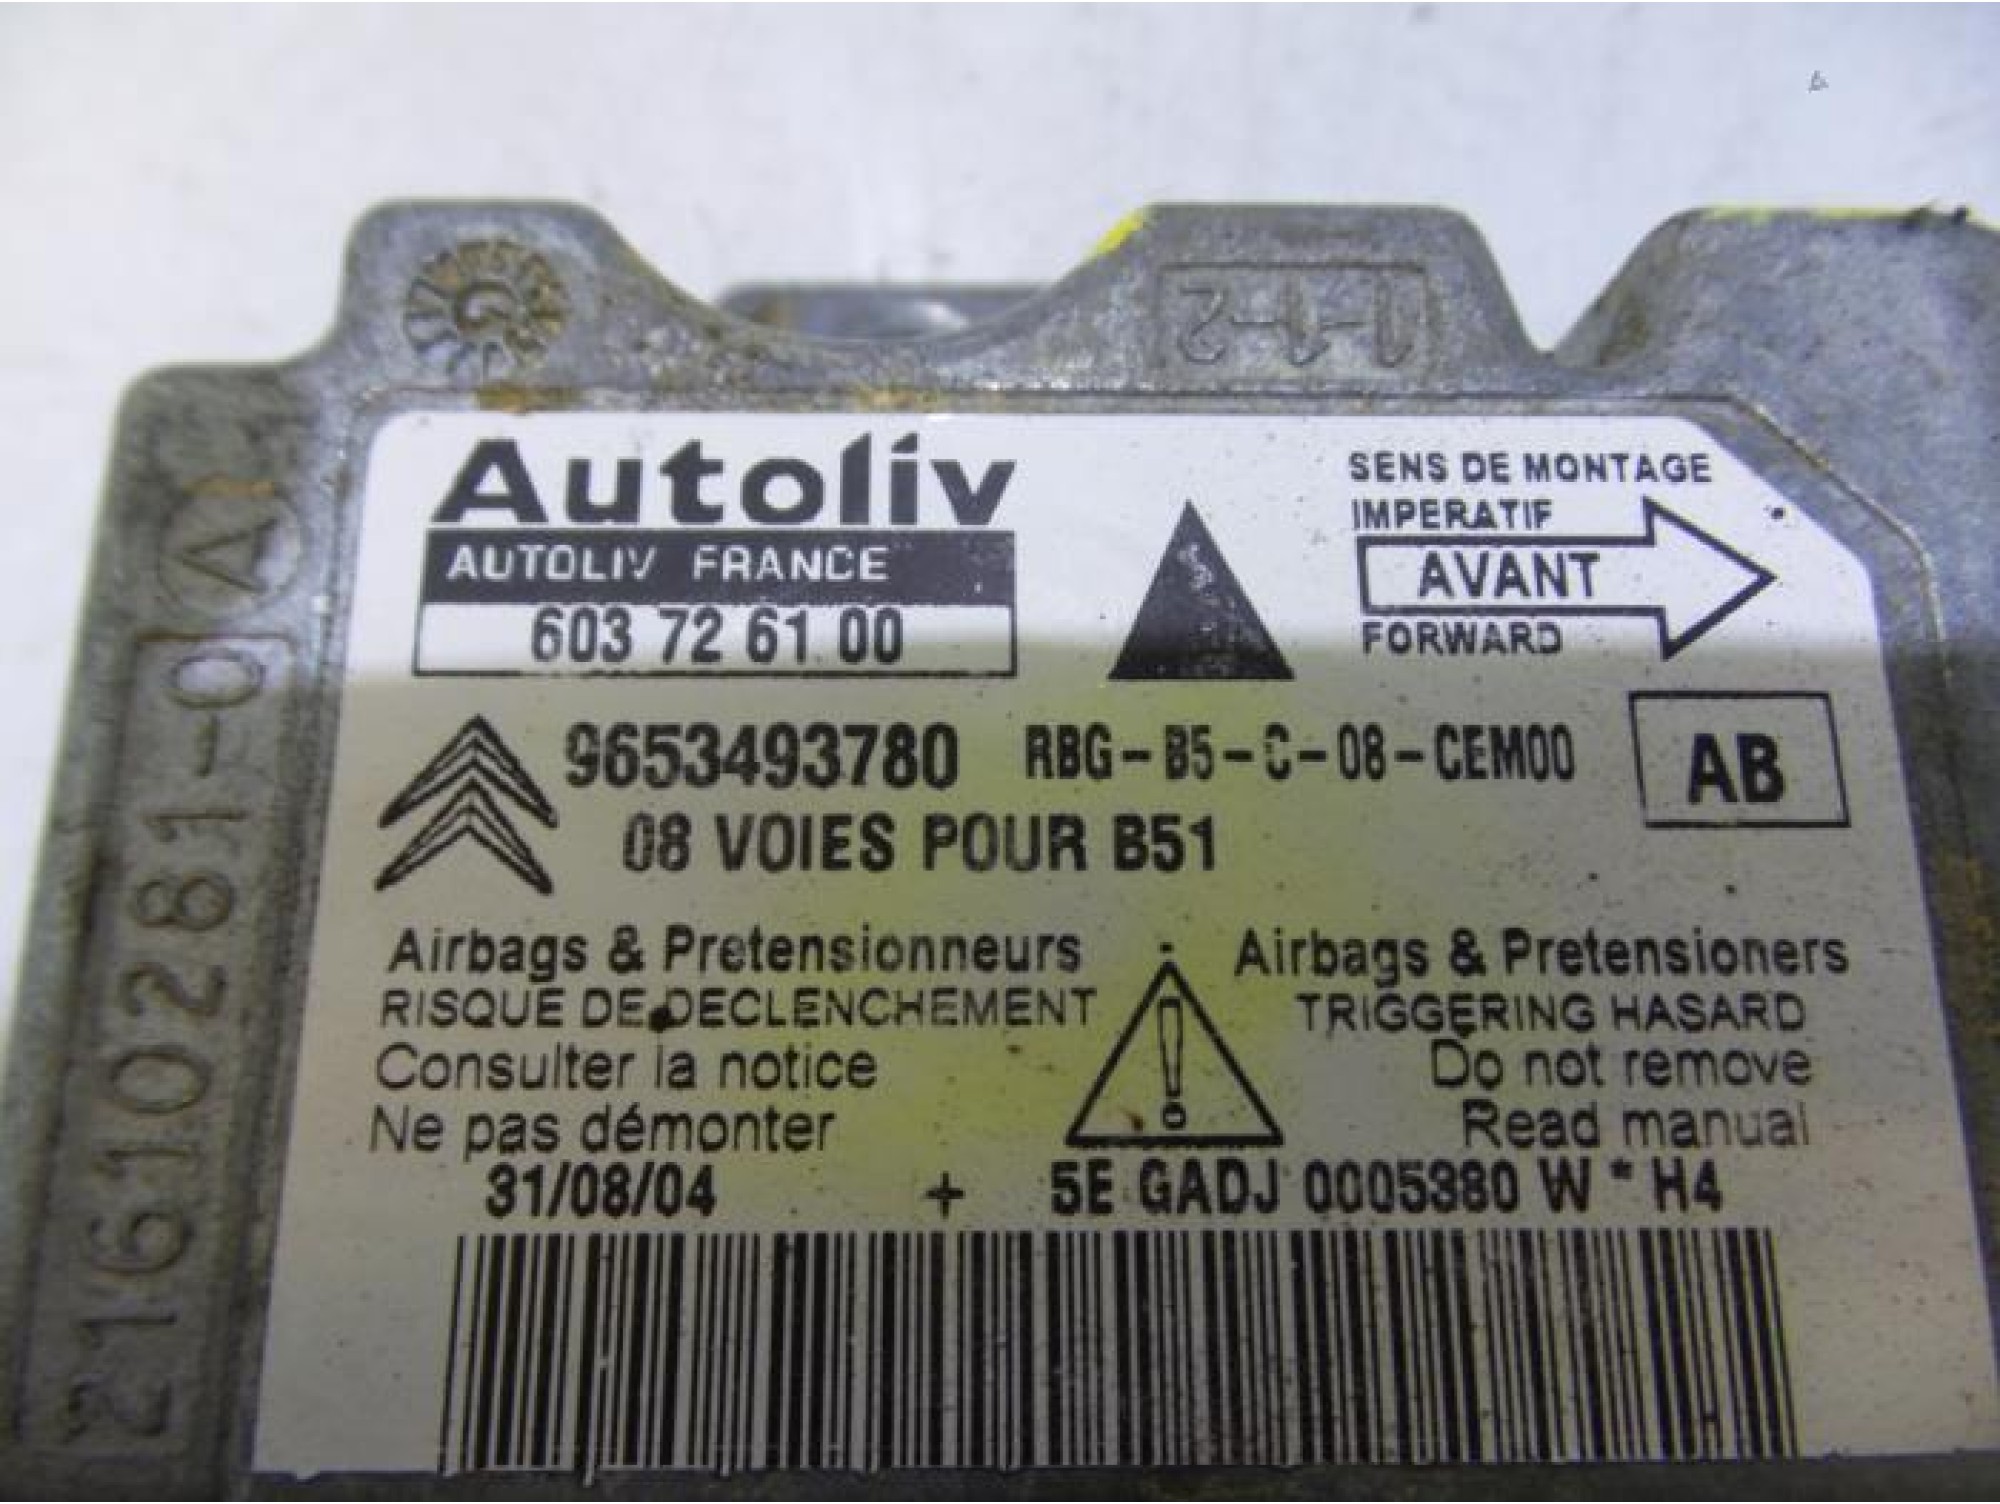 1-1-2
A
21610281-0
Autoliv
AUTOLIV FRANCE
603 72 61 00
SENS DE MONTAGE
IMPERATIF
AVANT
FORWARD
9653493780 RBG-B5-C-08-CEM00
AB
08 VOIES POUR B51
Airbags & Pretensionneurs
RISQUE DE DECLENCHEMENT
Consulter la notice
Ne pas démonter
Airbags & Pretensioners
TRIGGERING HASARD
Do not remove
Read manual
31/08/04 + 5E GADJ 0005380 W * H4